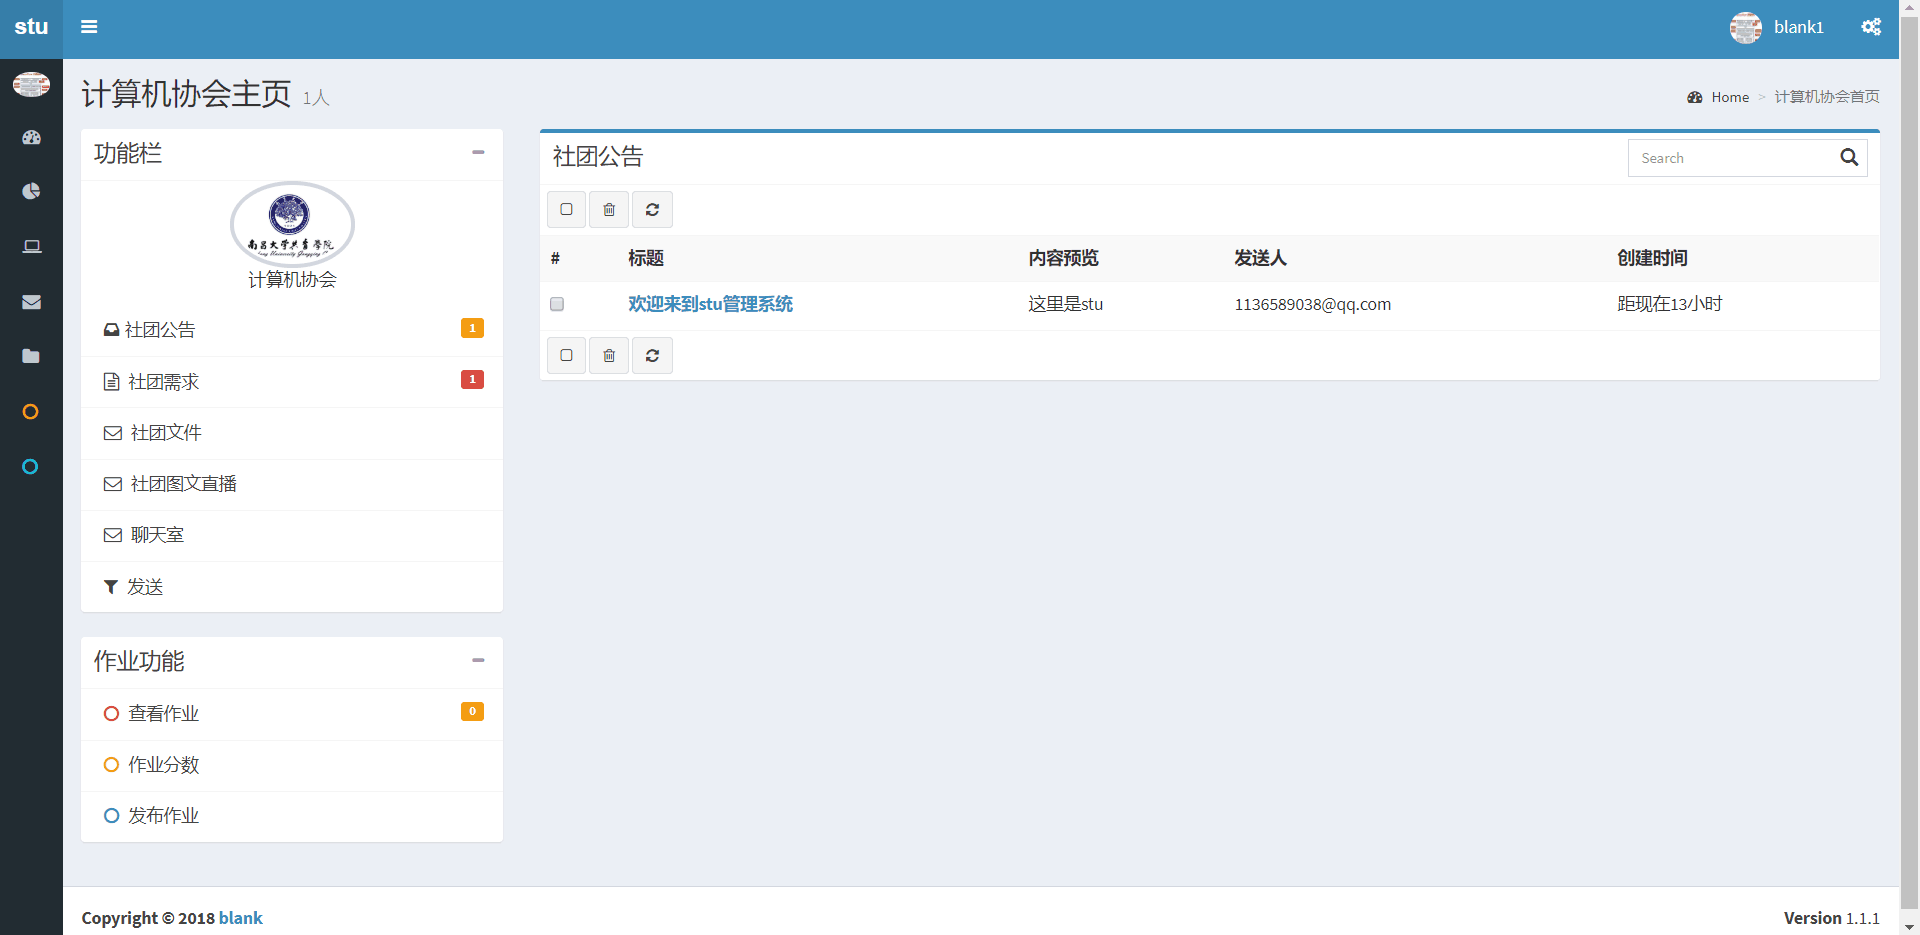 stu
blank1
计算机协会主页 1人
Home > 计算机协会首页
功能栏
南昌大学共青学院
计算机协会
社团公告 1
社团需求 1
社团文件
社团图文直播
聊天室
发送
作业功能
查看作业 0
作业分数
发布作业
社团公告
Search
# 标题 内容预览 发送人 创建时间
欢迎来到stu管理系统 这里是stu 1136589038@qq.com 距现在13小时
Copyright © 2018 blank
Version 1.1.1